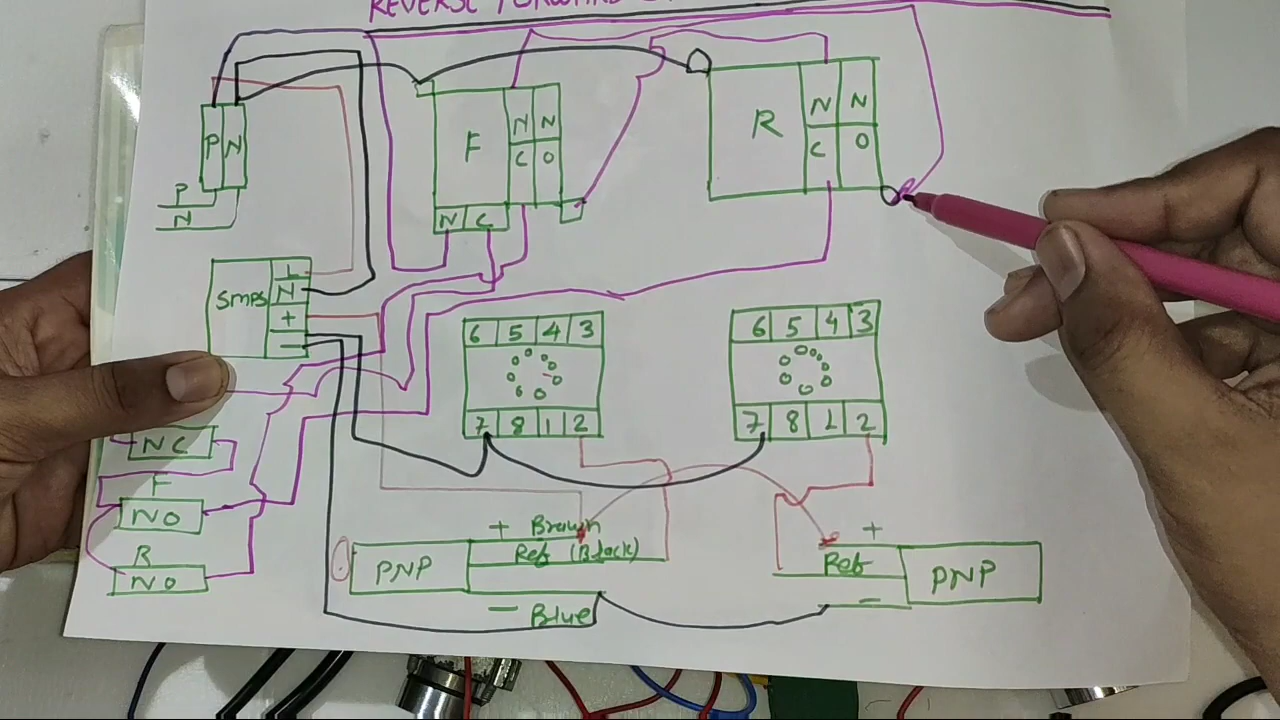 REVERSE FORWARD
P N
P
N
F
N N
C O
N C
R
N N
C O
SMPS
L
N
+
-
6 5 4 3
7 8 1 2
6 5 4 3
7 8 1 2
NC
F
NO
R
NO
+ Brown
PNP
Ref (Black)
- Blue
+
Ref
PNP
-